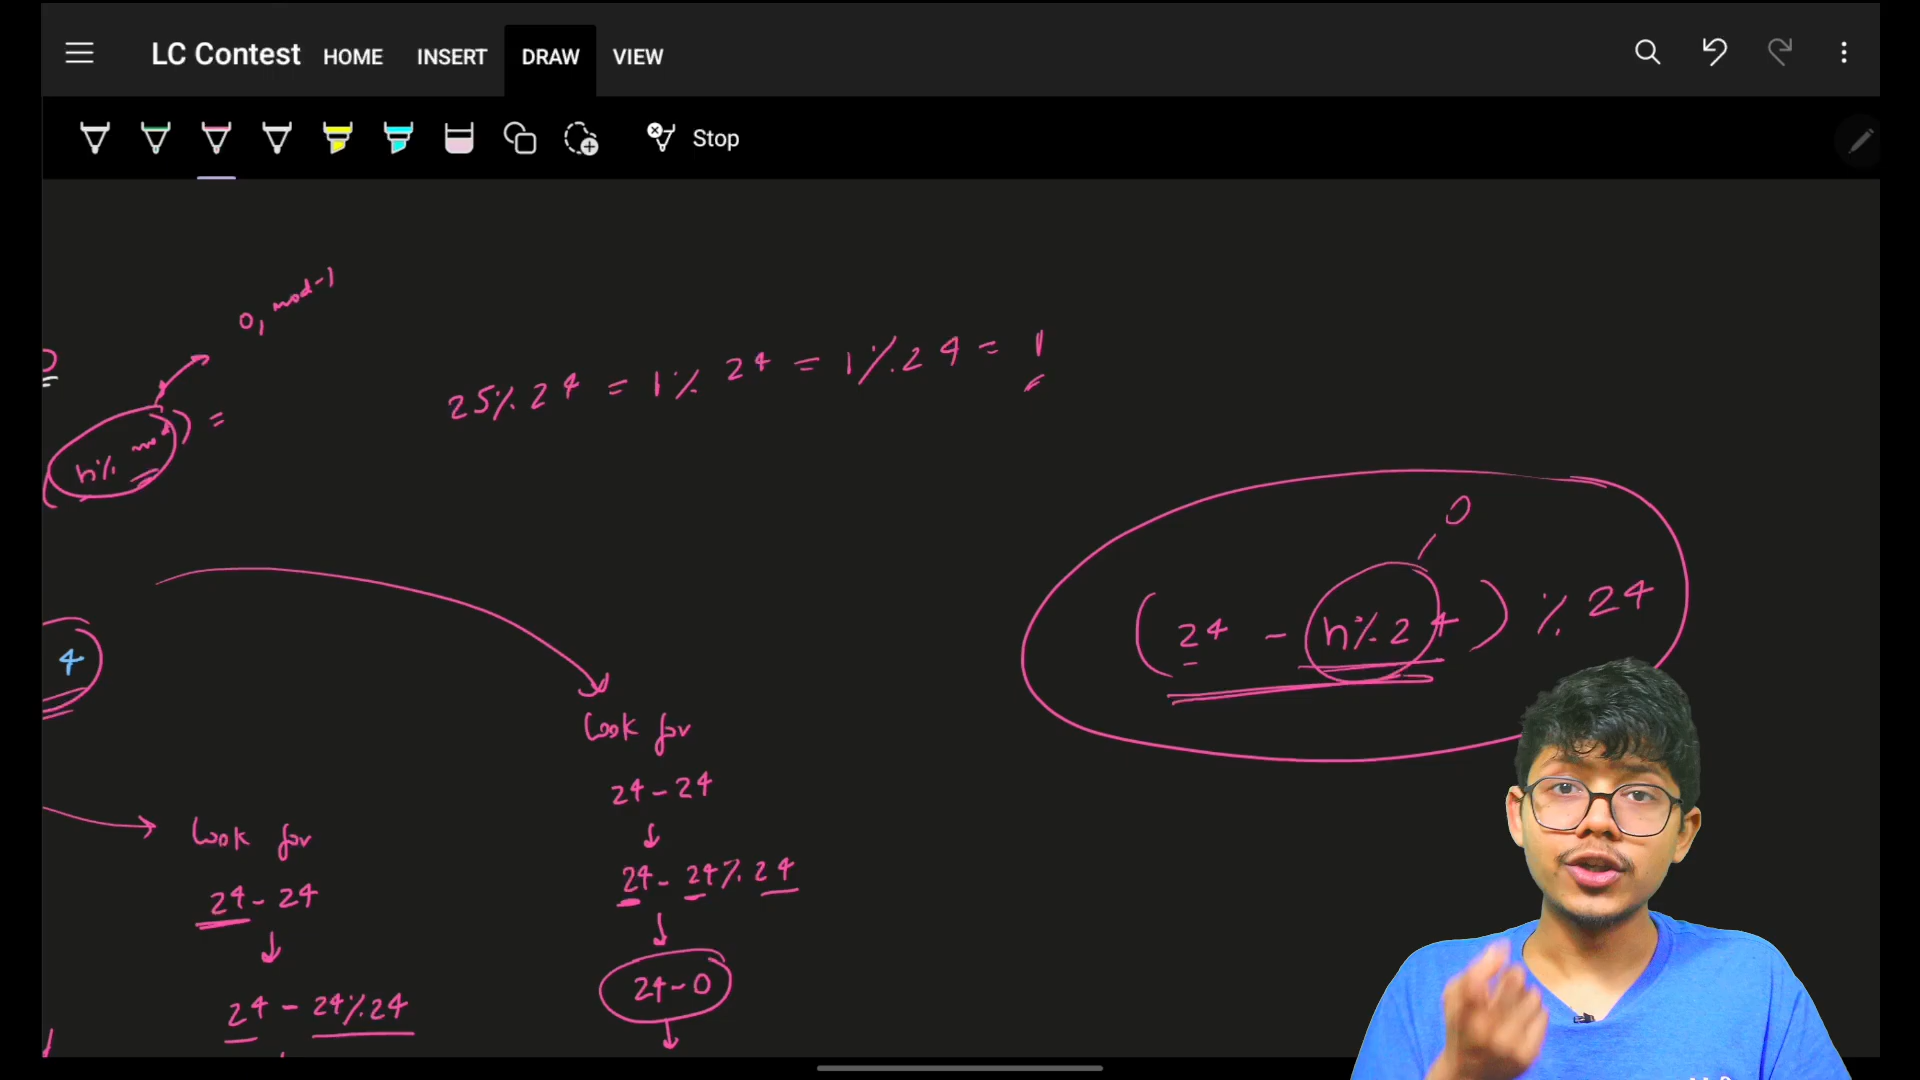 LC Contest HOME INSERT DRAW VIEW
Stop
0, mod-1
25% 24 = 1% 24 = 1% 24 = 1
(h% mod) =
0
(24 - h% 24) % 24
4
Look for
24 - 24
24 - 24% 24
24 - 0
Look for
24 - 24
24 - 24% 24